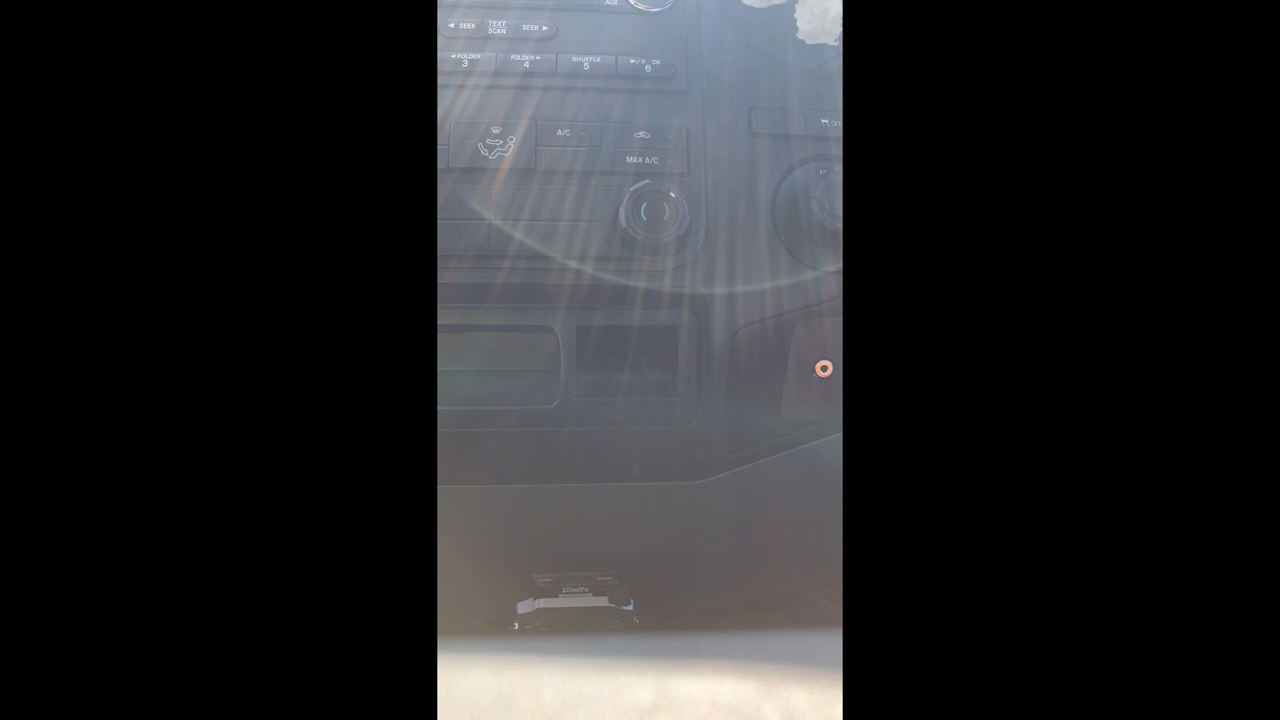 AUX
SEEK TEXT SCAN SEEK
FOLDER FOLDER SHUFFLE
3 4 5 6
A/C
MAX A/C